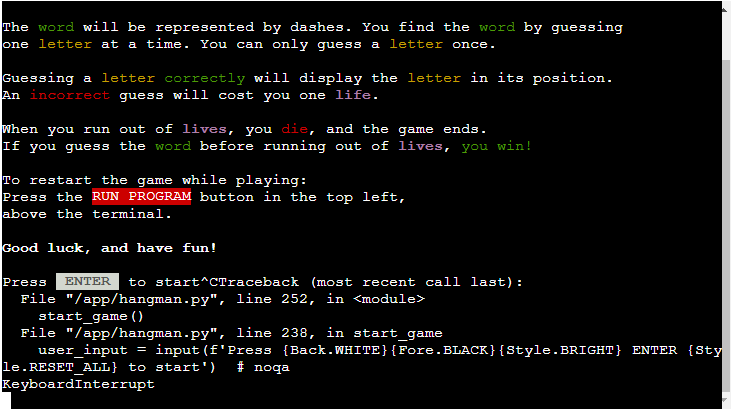 The word will be represented by dashes. You find the word by guessing
one letter at a time. You can only guess a letter once.
Guessing a letter correctly will display the letter in its position.
An incorrect guess will cost you one life.
When you run out of lives, you die, and the game ends.
If you guess the word before running out of lives, you win!
To restart the game while playing:
Press the RUN PROGRAM button in the top left,
above the terminal.
Good luck, and have fun!
Press ENTER to start^CTraceback (most recent call last):
  File "/app/hangman.py", line 252, in <module>
    start_game()
  File "/app/hangman.py", line 238, in start_game
    user_input = input(f'Press {Back.WHITE}{Fore.BLACK}{Style.BRIGHT} ENTER {Sty
le.RESET_ALL} to start')  # noqa
KeyboardInterrupt